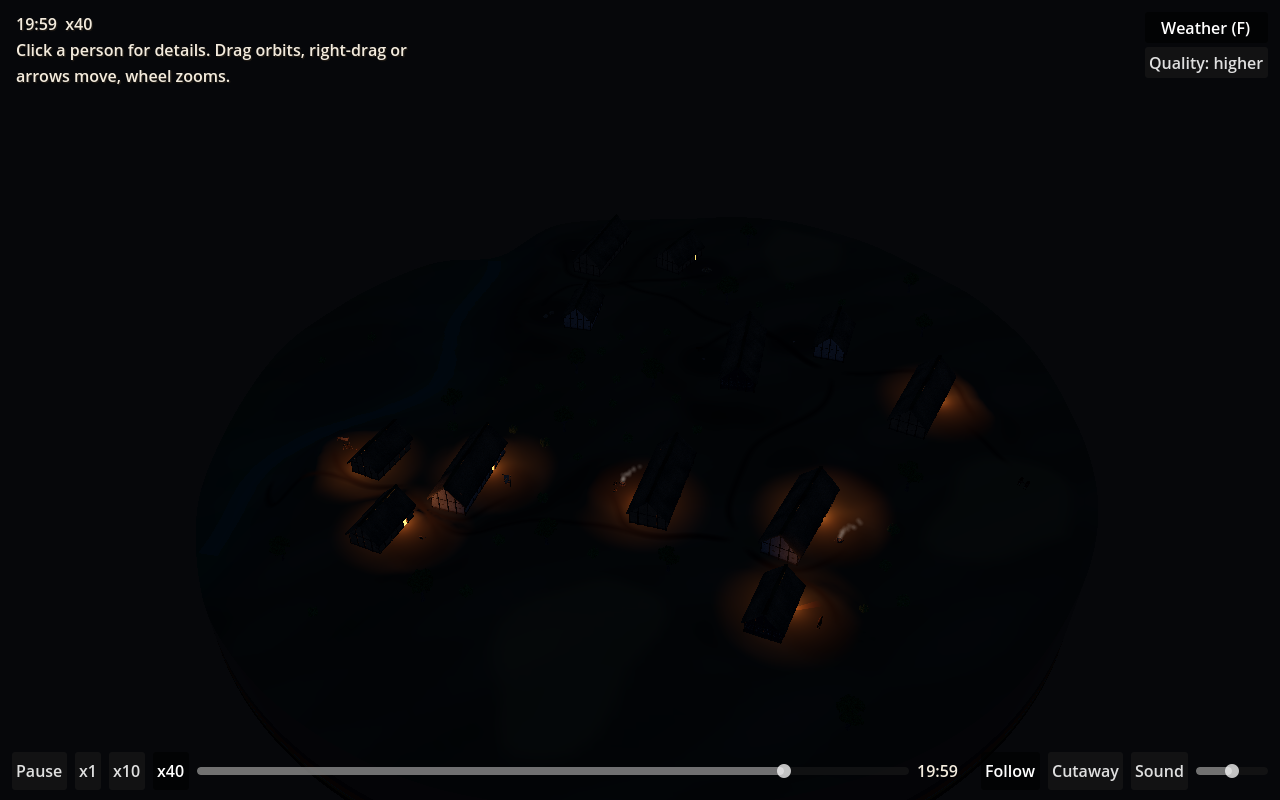 19:59 x40
Click a person for details. Drag orbits, right-drag or
arrows move, wheel zooms.
Weather (F)
Quality: higher
Pause x1 x10 x40 19:59 Follow Cutaway Sound